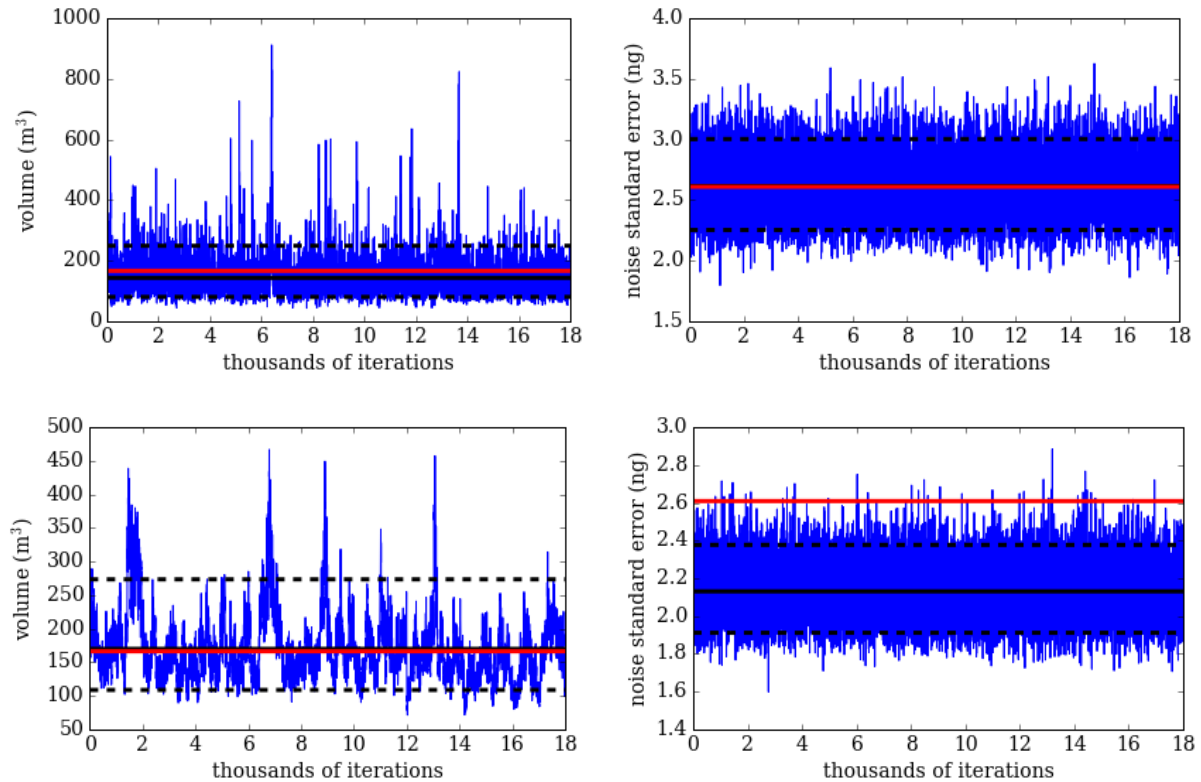 1000
800
600
400
200
0
volume (m³)
0 2 4 6 8 10 12 14 16 18
thousands of iterations
4.0
3.5
3.0
2.5
2.0
1.5
noise standard error (ng)
0 2 4 6 8 10 12 14 16 18
thousands of iterations
500
450
400
350
300
250
200
150
100
50
volume (m³)
0 2 4 6 8 10 12 14 16 18
thousands of iterations
3.0
2.8
2.6
2.4
2.2
2.0
1.8
1.6
1.4
noise standard error (ng)
0 2 4 6 8 10 12 14 16 18
thousands of iterations